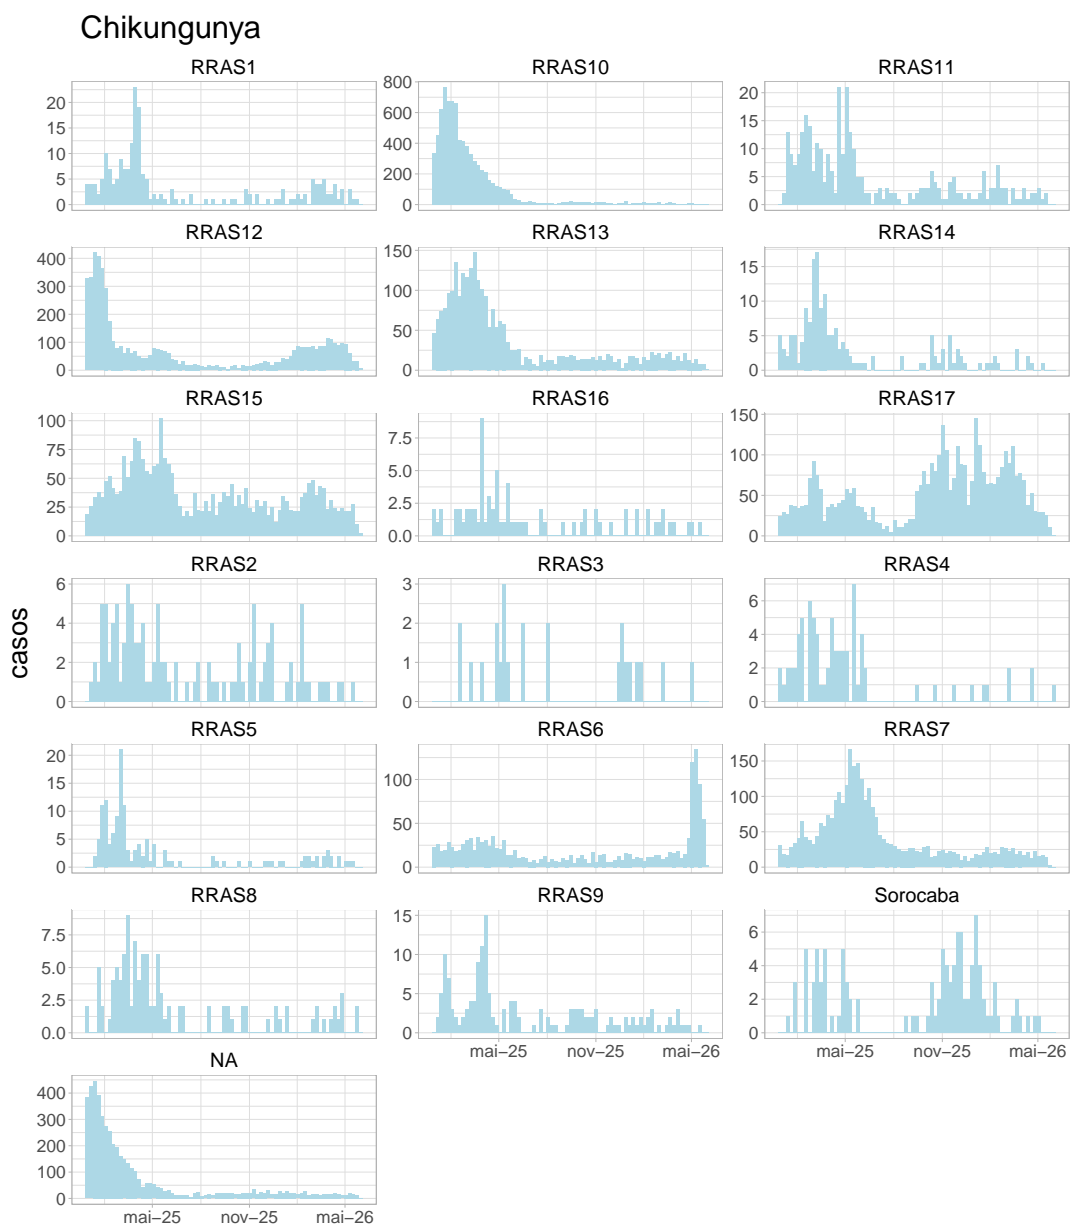 Chikungunya
RRAS1 RRAS10 RRAS11
20 15 10 5 0
800 600 400 200 0
20 15 10 5 0
RRAS12 RRAS13 RRAS14
400 300 200 100 0
150 100 50 0
15 10 5 0
RRAS15 RRAS16 RRAS17
100 75 50 25 0
7.5 5.0 2.5 0.0
150 100 50 0
RRAS2 RRAS3 RRAS4
6 4 2 0
3 2 1 0
6 4 2 0
casos
RRAS5 RRAS6 RRAS7
20 15 10 5 0
100 50 0
150 100 50 0
RRAS8 RRAS9 Sorocaba
7.5 5.0 2.5 0.0
15 10 5 0
6 4 2 0
mai−25 nov−25 mai−26 mai−25 nov−25 mai−26
NA
400 300 200 100 0
mai−25 nov−25 mai−26